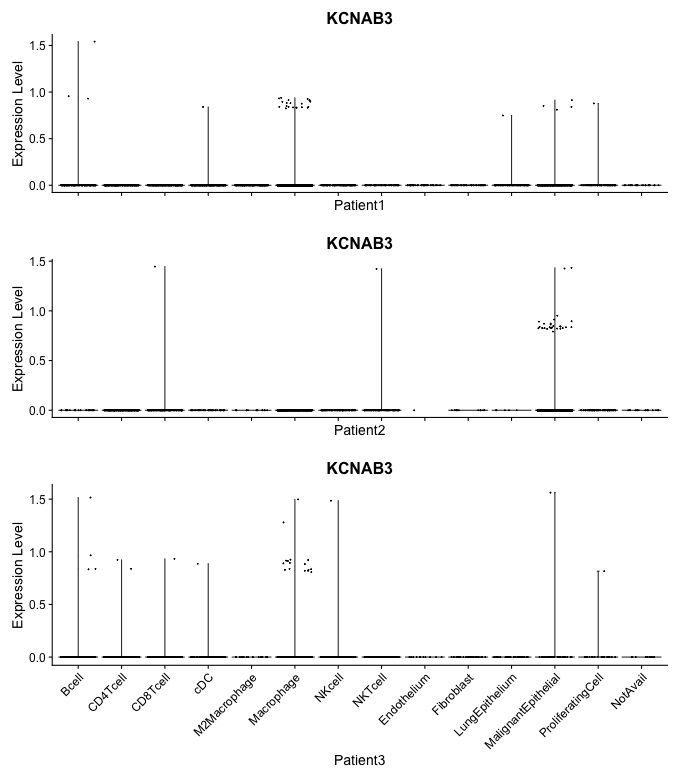 KCNAB3
Expression Level
1.5
1.0
0.5
0.0
Patient1
KCNAB3
Expression Level
1.5
1.0
0.5
0.0
Patient2
KCNAB3
Expression Level
1.5
1.0
0.5
0.0
Bcell
CD4Tcell
CD8Tcell
cDC
M2Macrophage
Macrophage
NKcell
NKTcell
Endothelium
Fibroblast
LungEpithelium
MalignantEpithelial
ProliferatingCell
NotAvail
Patient3